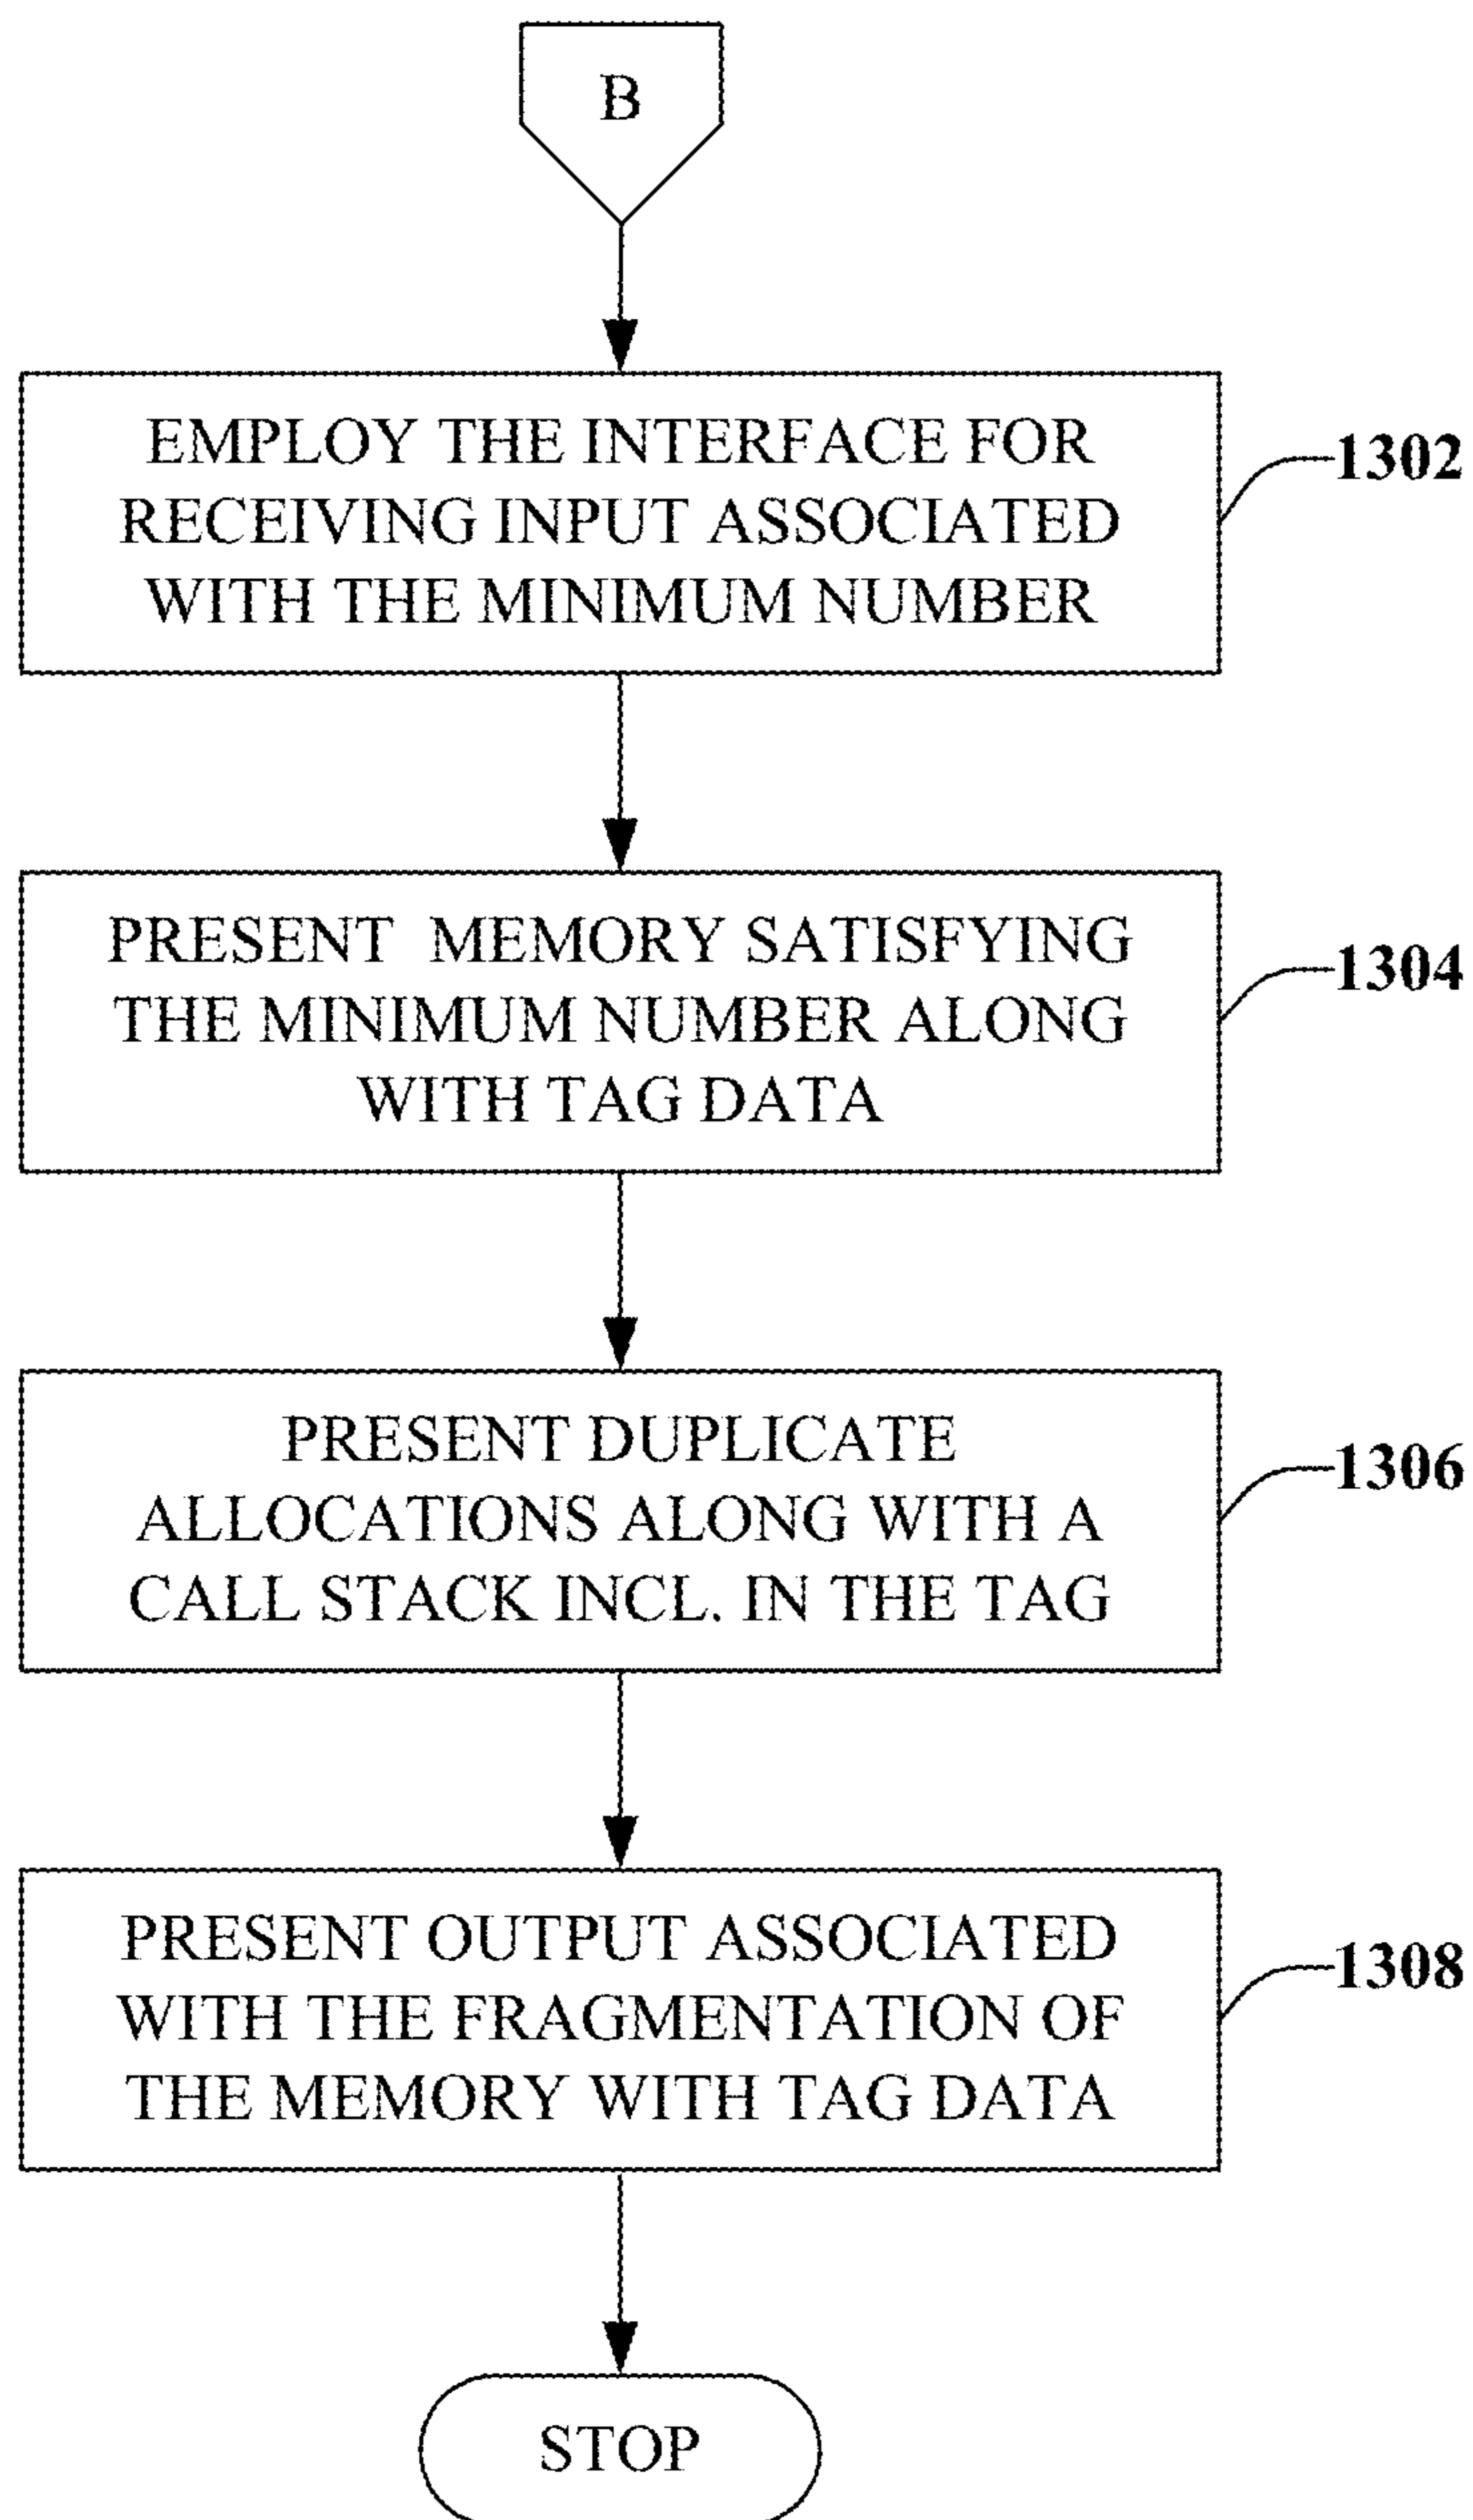 B
EMPLOY THE INTERFACE FOR
RECEIVING INPUT ASSOCIATED
WITH THE MINIMUM NUMBER
1302
PRESENT MEMORY SATISFYING
THE MINIMUM NUMBER ALONG
WITH TAG DATA
1304
PRESENT DUPLICATE
ALLOCATIONS ALONG WITH A
CALL STACK INCL. IN THE TAG
1306
PRESENT OUTPUT ASSOCIATED
WITH THE FRAGMENTATION OF
THE MEMORY WITH TAG DATA
1308
STOP